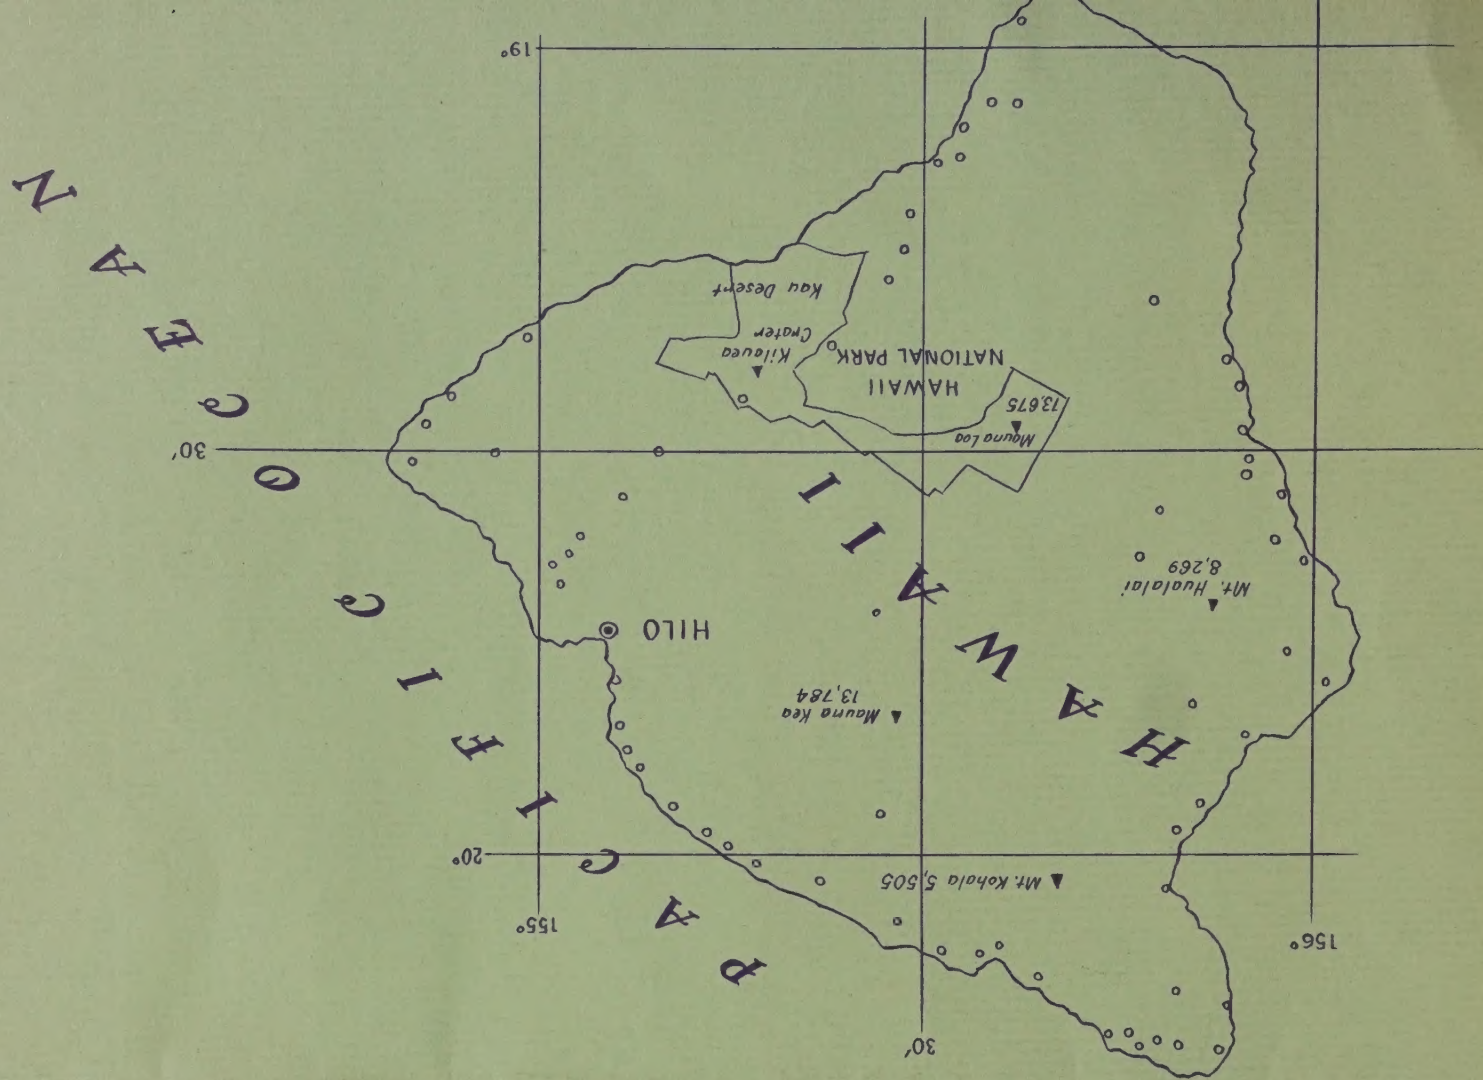 30'
156°
Mt. Kohala 5,505
PACIFIC OCEAN
155°
20°
HAWAII
Mauna Kea
13,784
HILO
Mt. Hualalai
8,269
Mauna Loa
13,675
30'
HAWAII
NATIONAL PARK
Kilauea
Crater
Kau Desert
19°